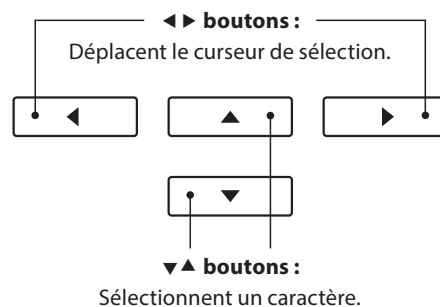 ◀ ▶ boutons :
Déplacent le curseur de sélection.
◀ ▲ ▶
▼
▼▲ boutons :
Sélectionnent un caractère.